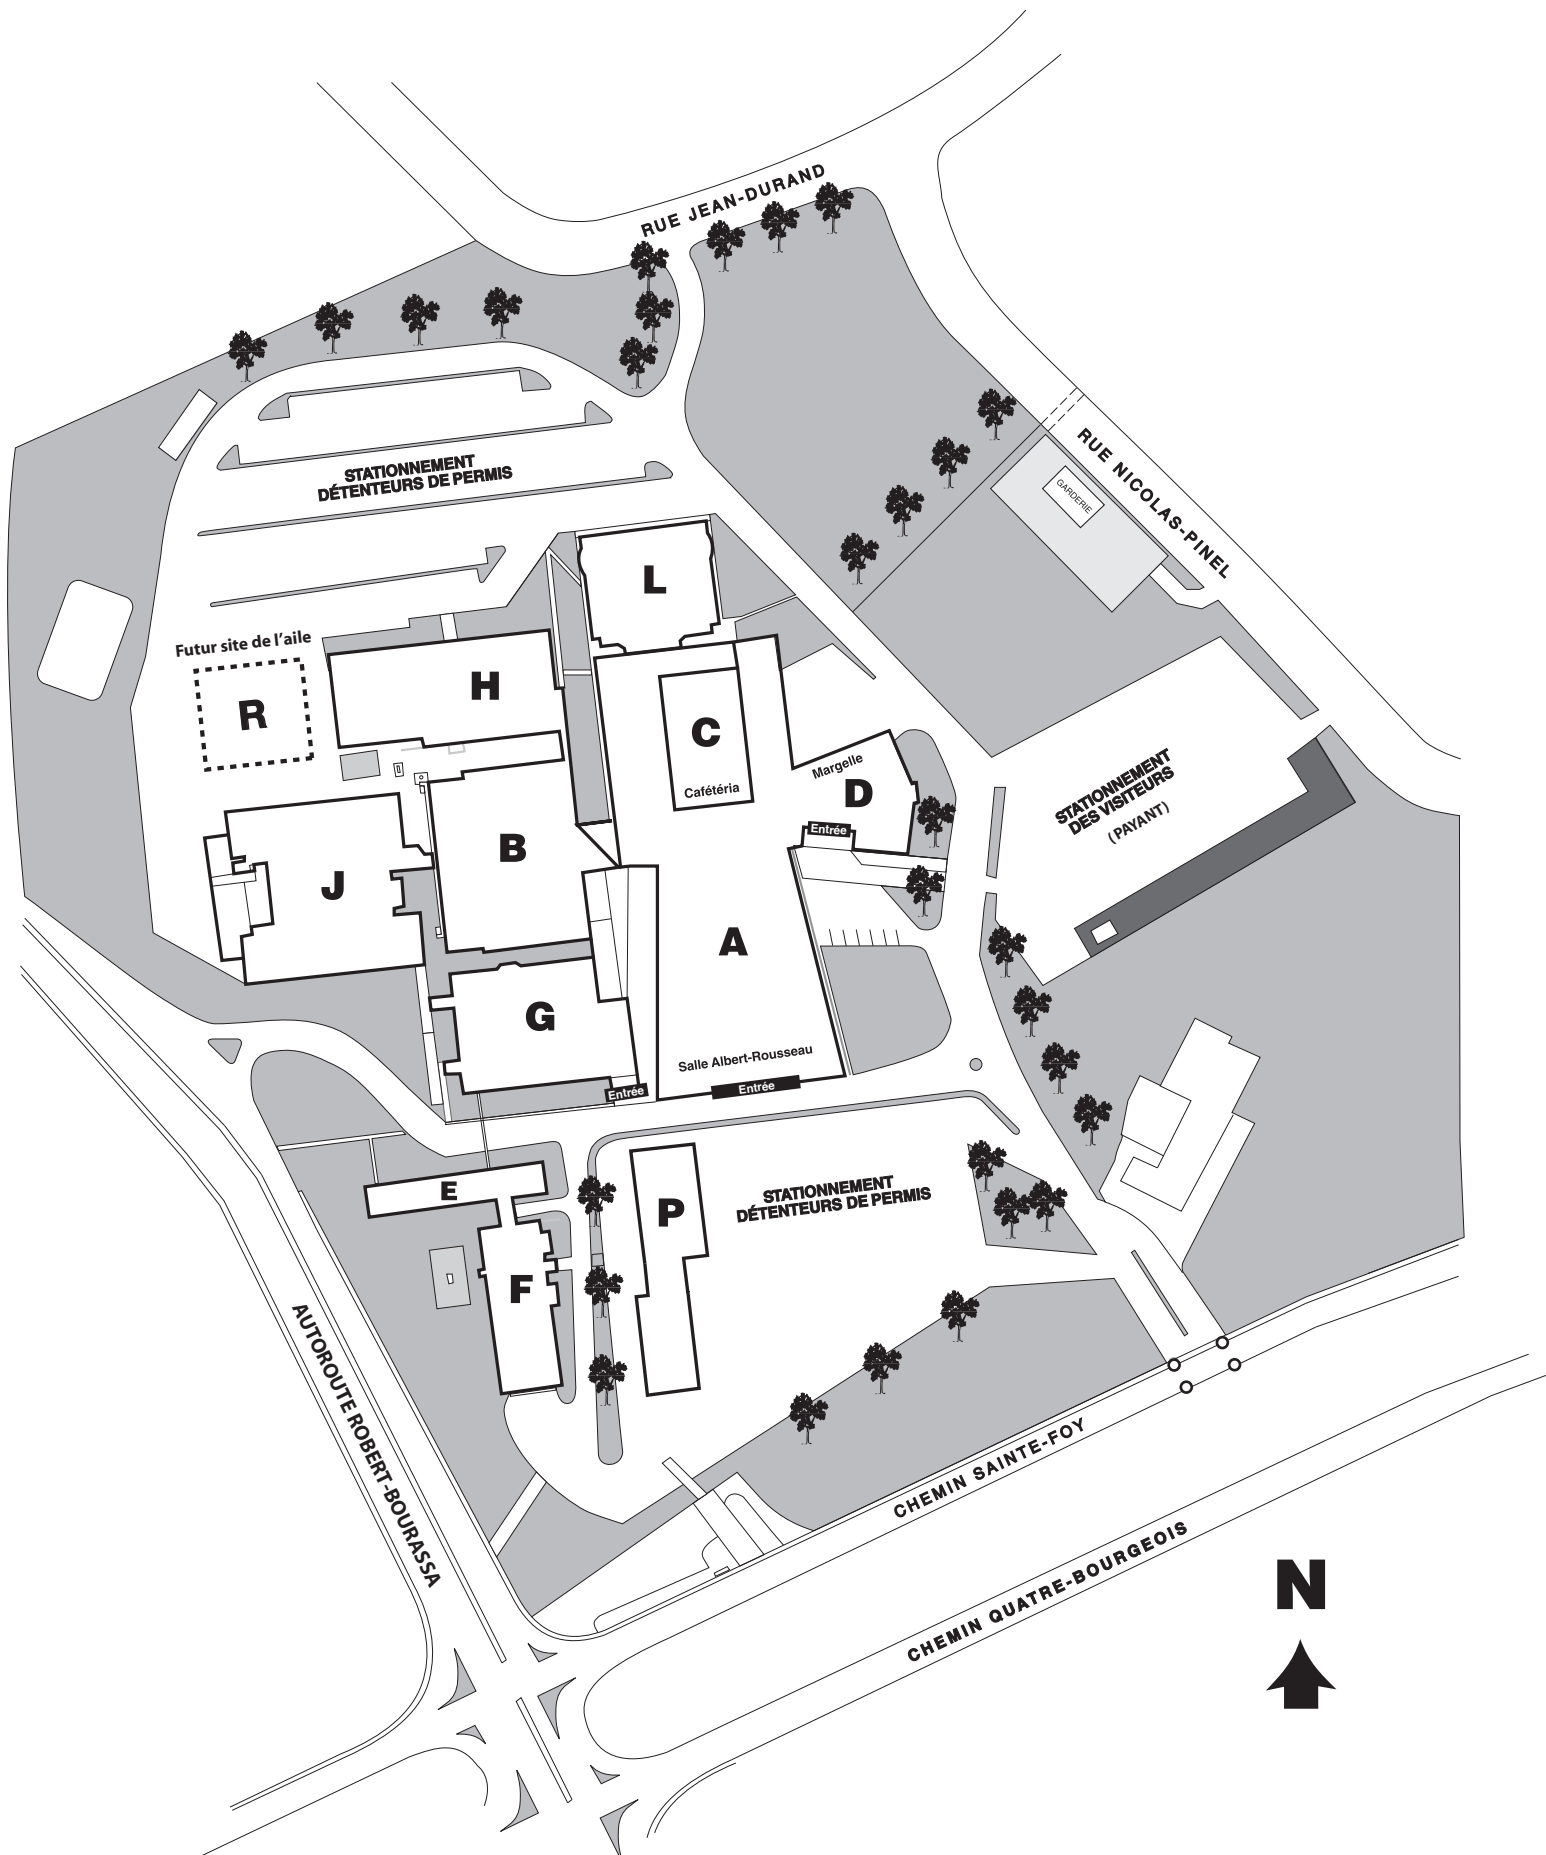 RUE JEAN-DURAND
RUE NICOLAS-PINEL
GARDERIE
STATIONNEMENT
DÉTENTEURS DE PERMIS
L
Futur site de l'aile
R
H
C
Cafétéria
Margelle
D
Entrée
STATIONNEMENT
DES VISITEURS
(PAYANT)
B
J
A
G
Salle Albert-Rousseau
Entrée
Entrée
E
P
STATIONNEMENT
DÉTENTEURS DE PERMIS
F
AUTOROUTE ROBERT-BOURASSA
CHEMIN SAINTE-FOY
CHEMIN QUATRE-BOURGEOIS
N